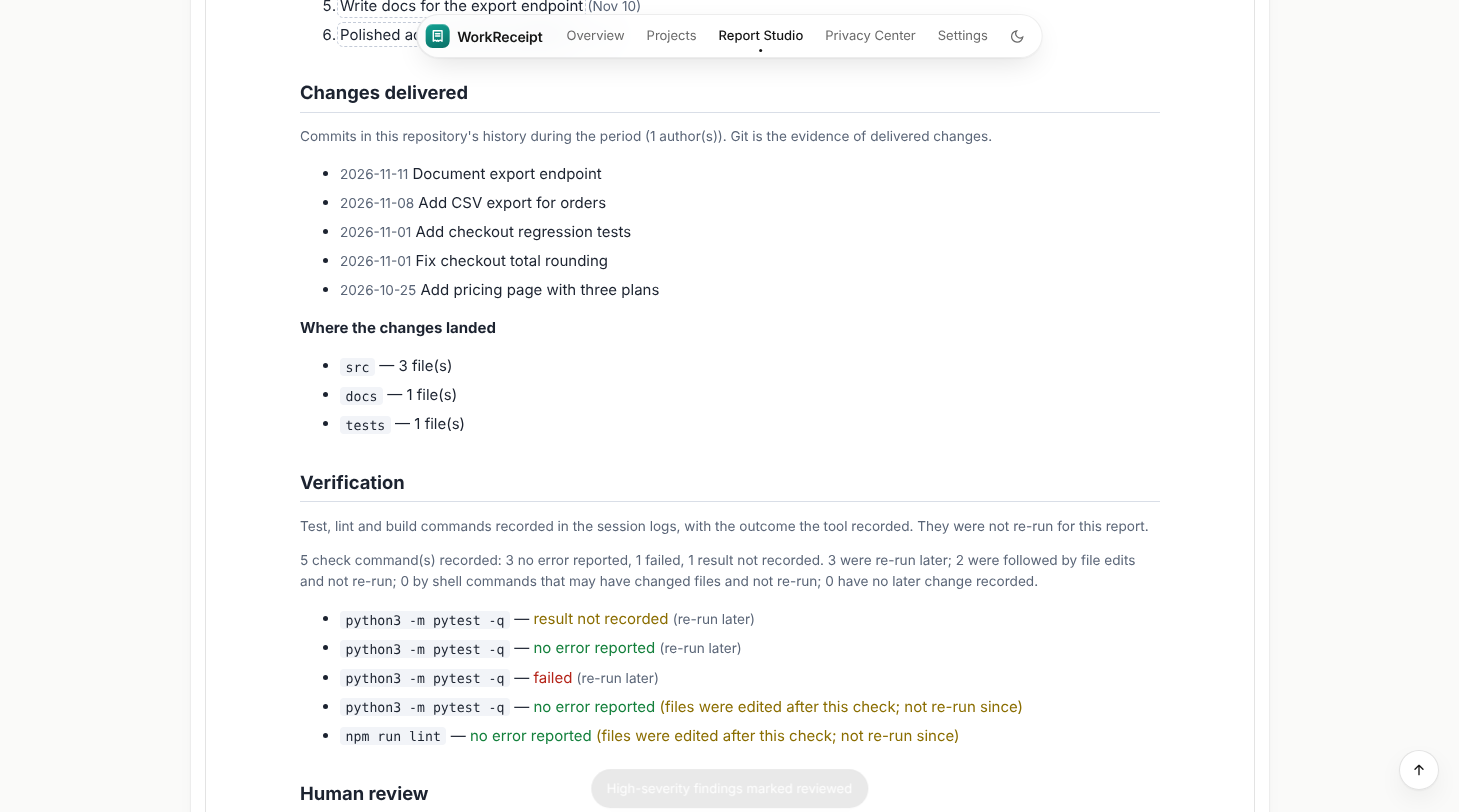 5. Write docs for the export endpoint (Nov 10)
6. Polished
WorkReceipt Overview Projects Report Studio Privacy Center Settings
Changes delivered
Commits in this repository's history during the period (1 author(s)). Git is the evidence of delivered changes.
2026-11-11 Document export endpoint
2026-11-08 Add CSV export for orders
2026-11-01 Add checkout regression tests
2026-11-01 Fix checkout total rounding
2026-10-25 Add pricing page with three plans
Where the changes landed
src — 3 file(s)
docs — 1 file(s)
tests — 1 file(s)
Verification
Test, lint and build commands recorded in the session logs, with the outcome the tool recorded. They were not re-run for this report.
5 check command(s) recorded: 3 no error reported, 1 failed, 1 result not recorded. 3 were re-run later; 2 were followed by file edits
and not re-run; 0 by shell commands that may have changed files and not re-run; 0 have no later change recorded.
python3 -m pytest -q — result not recorded (re-run later)
python3 -m pytest -q — no error reported (re-run later)
python3 -m pytest -q — failed (re-run later)
python3 -m pytest -q — no error reported (files were edited after this check; not re-run since)
npm run lint — no error reported (files were edited after this check; not re-run since)
High-severity findings marked reviewed
Human review